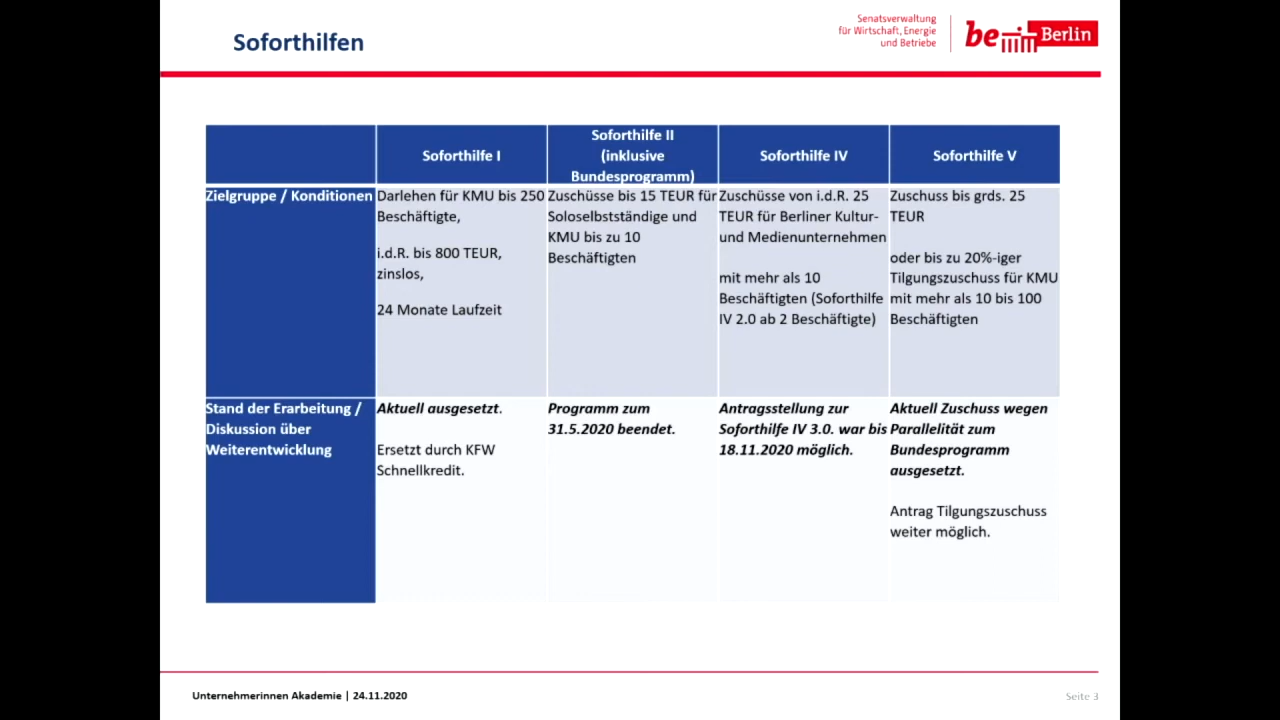 Soforthilfen
Senatsverwaltung
für Wirtschaft, Energie
und Betriebe
be Berlin
Soforthilfe I
Soforthilfe II
(inklusive
Bundesprogramm)
Soforthilfe IV
Soforthilfe V
Zielgruppe / Konditionen
Darlehen für KMU bis 250
Beschäftigte,
i.d.R. bis 800 TEUR,
zinslos,
24 Monate Laufzeit
Zuschüsse bis 15 TEUR für
Soloselbstständige und
KMU bis zu 10
Beschäftigten
Zuschüsse von i.d.R. 25
TEUR für Berliner Kultur-
und Medienunternehmen
mit mehr als 10
Beschäftigten (Soforthilfe
IV 2.0 ab 2 Beschäftigte)
Zuschuss bis grds. 25
TEUR
oder bis zu 20%-iger
Tilgungszuschuss für KMU
mit mehr als 10 bis 100
Beschäftigten
Stand der Erarbeitung /
Diskussion über
Weiterentwicklung
Aktuell ausgesetzt.
Ersetzt durch KFW
Schnellkredit.
Programm zum
31.5.2020 beendet.
Antragsstellung zur
Soforthilfe IV 3.0. war bis
18.11.2020 möglich.
Aktuell Zuschuss wegen
Parallelität zum
Bundesprogramm
ausgesetzt.
Antrag Tilgungszuschuss
weiter möglich.
Unternehmerinnen Akademie | 24.11.2020
Seite 3